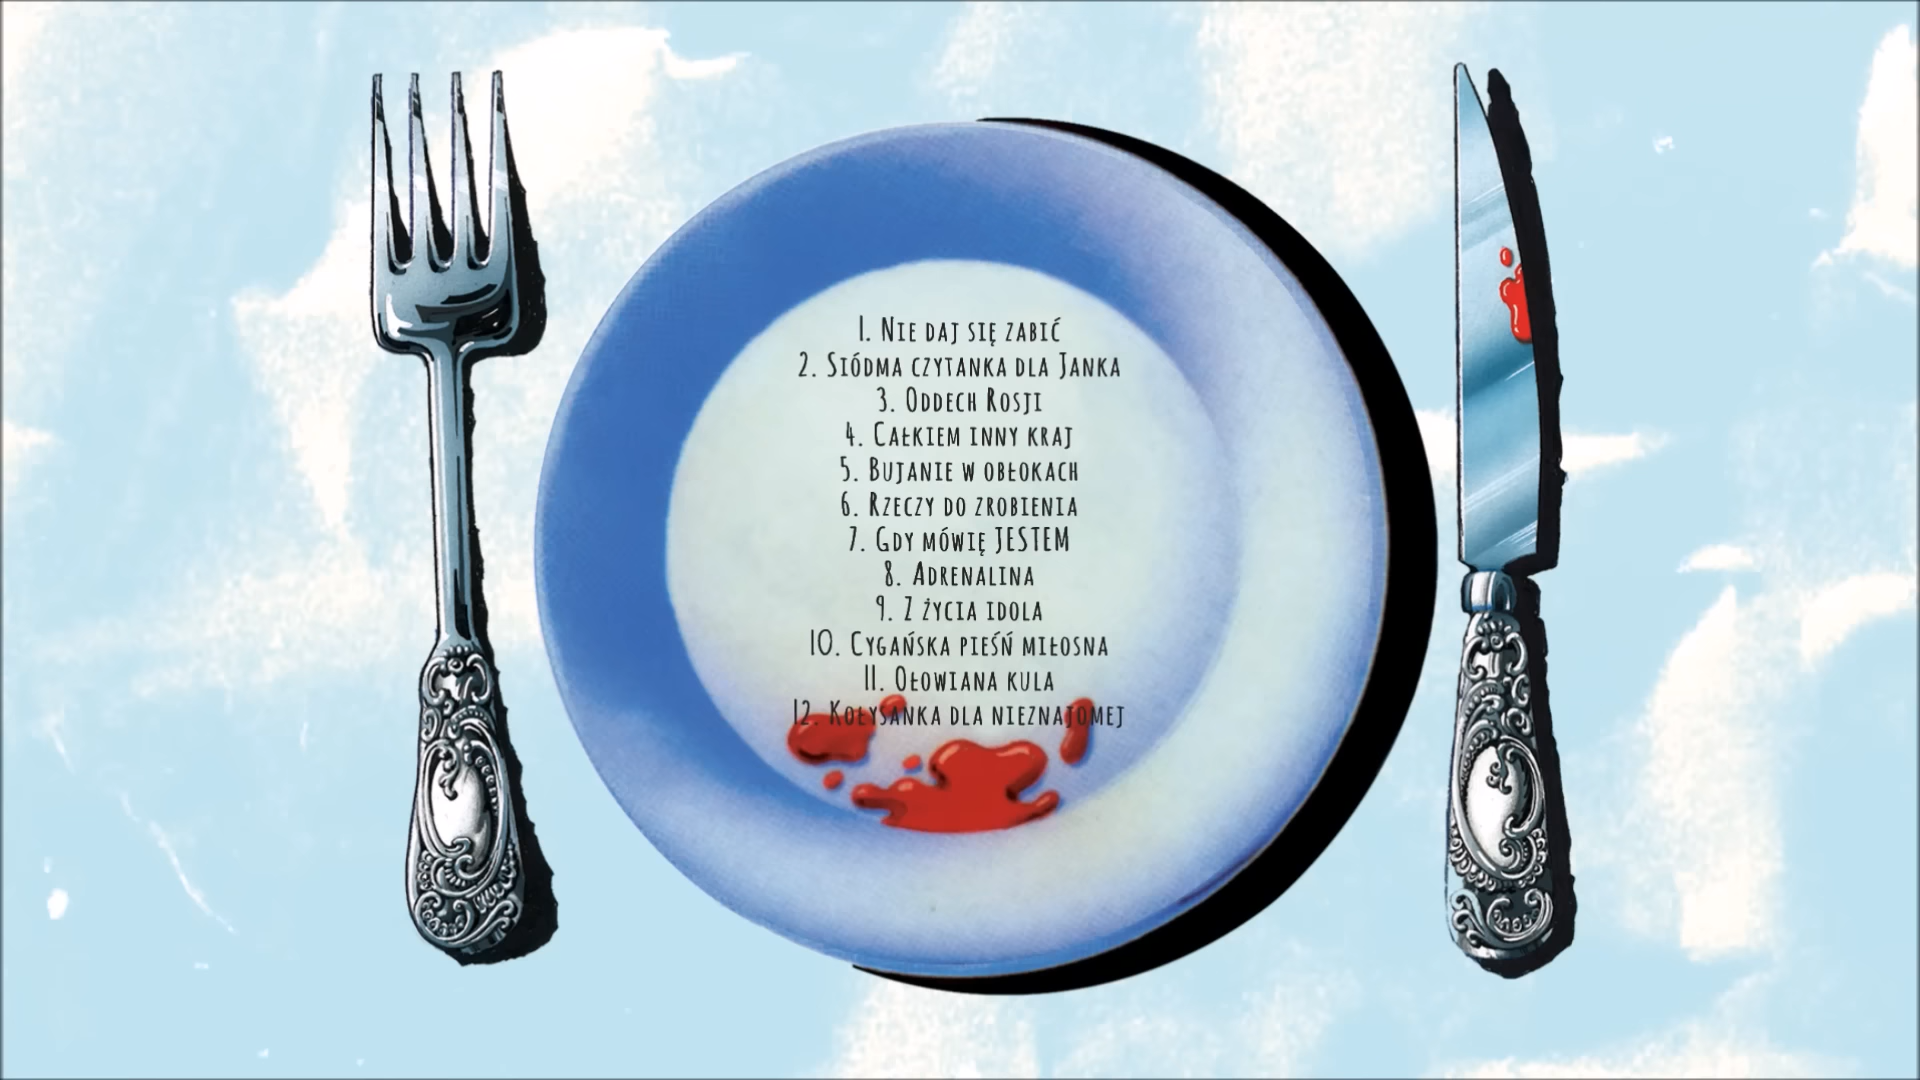 1. Nie daj się zabić
2. Siódma czytanka dla Janka
3. Oddech Rosji
4. Całkiem inny kraj
5. Bujanie w obłokach
6. Rzeczy do zrobienia
7. Gdy mówię JESTEM
8. Adrenalina
9. Z życia idola
10. Cygańska pieśń miłosna
11. Ołowiana kula
12. Kołysanka dla nieznajomej